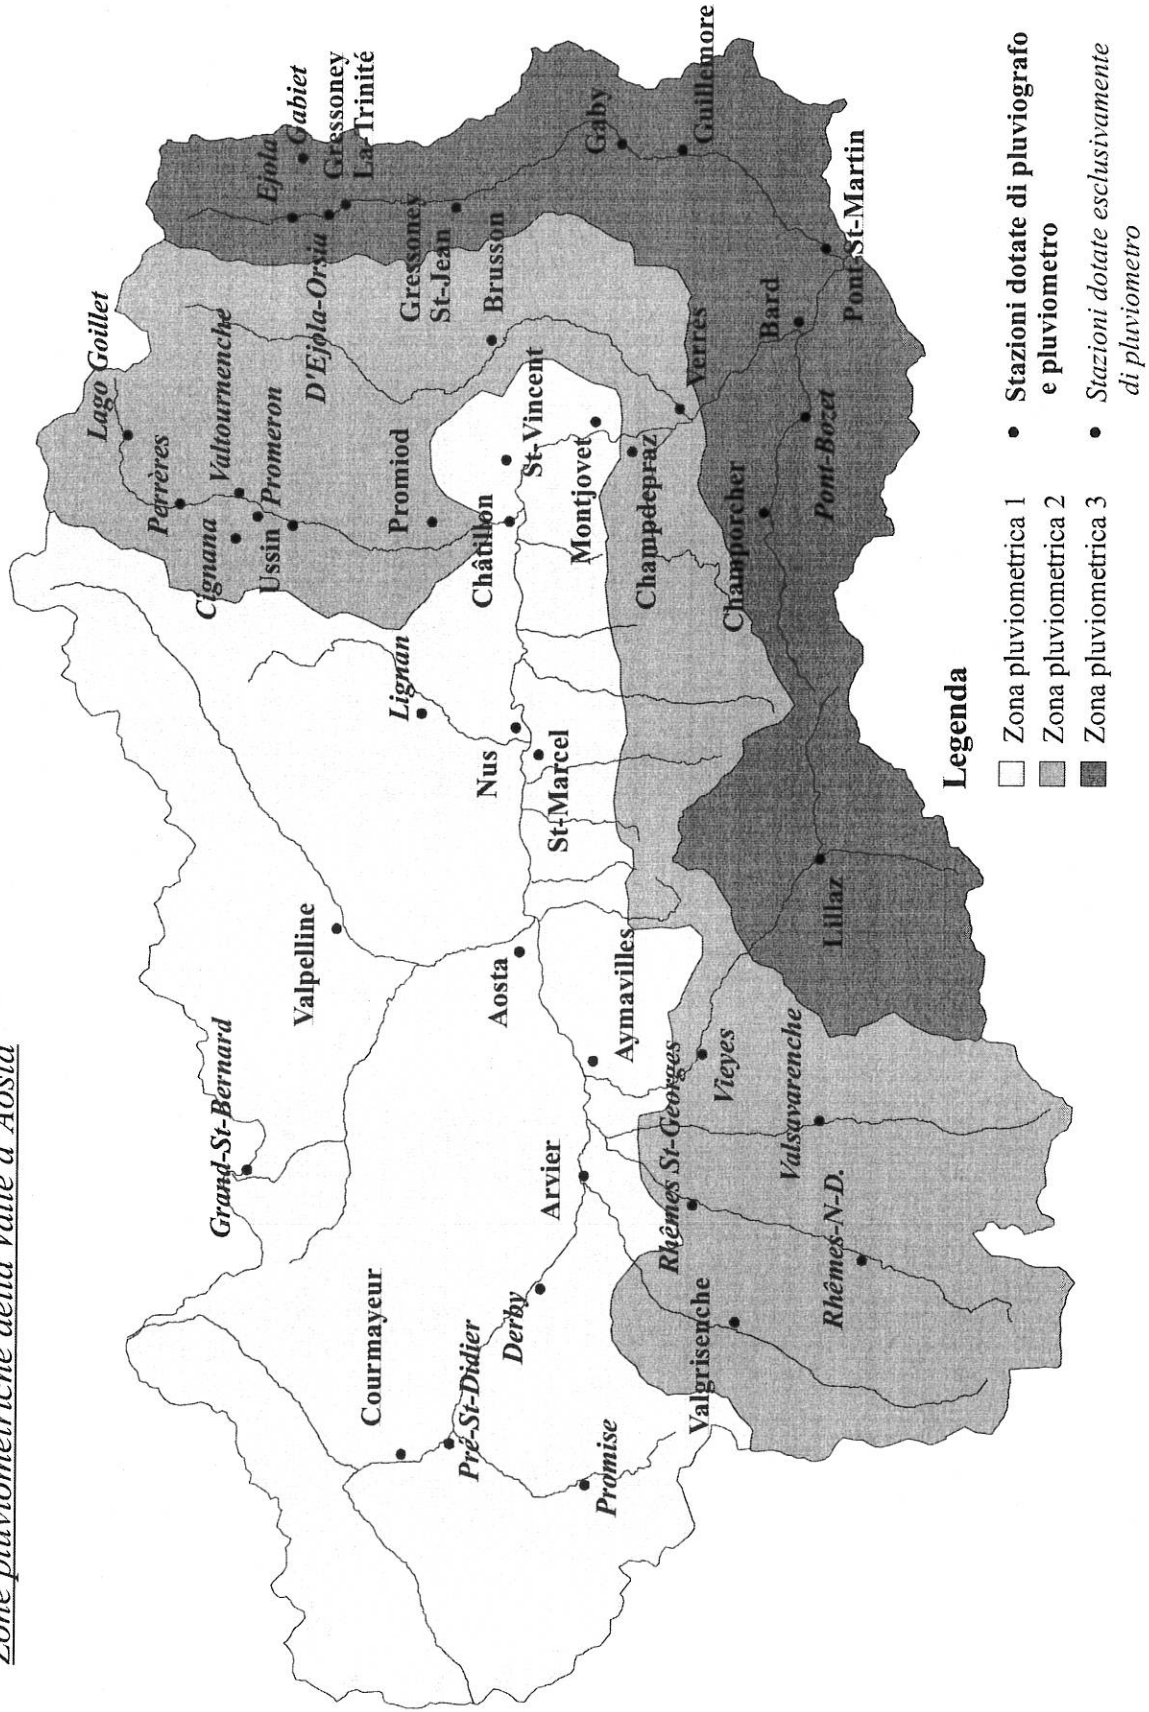 Zone pluviometriche della Valle d'Aosta
Grand-St-Bernard
Valpelline
Courmayeur
Pré-St-Didier
Derby
Promise
Arvier
Aosta
Aymavilles
Nus
St-Marcel
Lignan
Lago Goillet
Perrères
Cignana
Valtournenche
Ussin
Promeron
Promiod
Châtillon
St-Vincent
Montjovet
Champdepraz
Champorcher
Ejola
Gabiet
Gressoney
La-Trinité
D'Ejola-Orsia
Gressoney
St-Jean
Brusson
Gaby
Guillemore
Verres
Bard
Pont-St-Martin
Pont-Bozet
Lillaz
Vieyes
Valsavarenche
Rhêmes St-Georges
Rhêmes-N-D.
Valgrisenche
Legenda
Zona pluviometrica 1
Zona pluviometrica 2
Zona pluviometrica 3
Stazioni dotate di pluviografo
e pluviometro
Stazioni dotate esclusivamente
di pluviometro